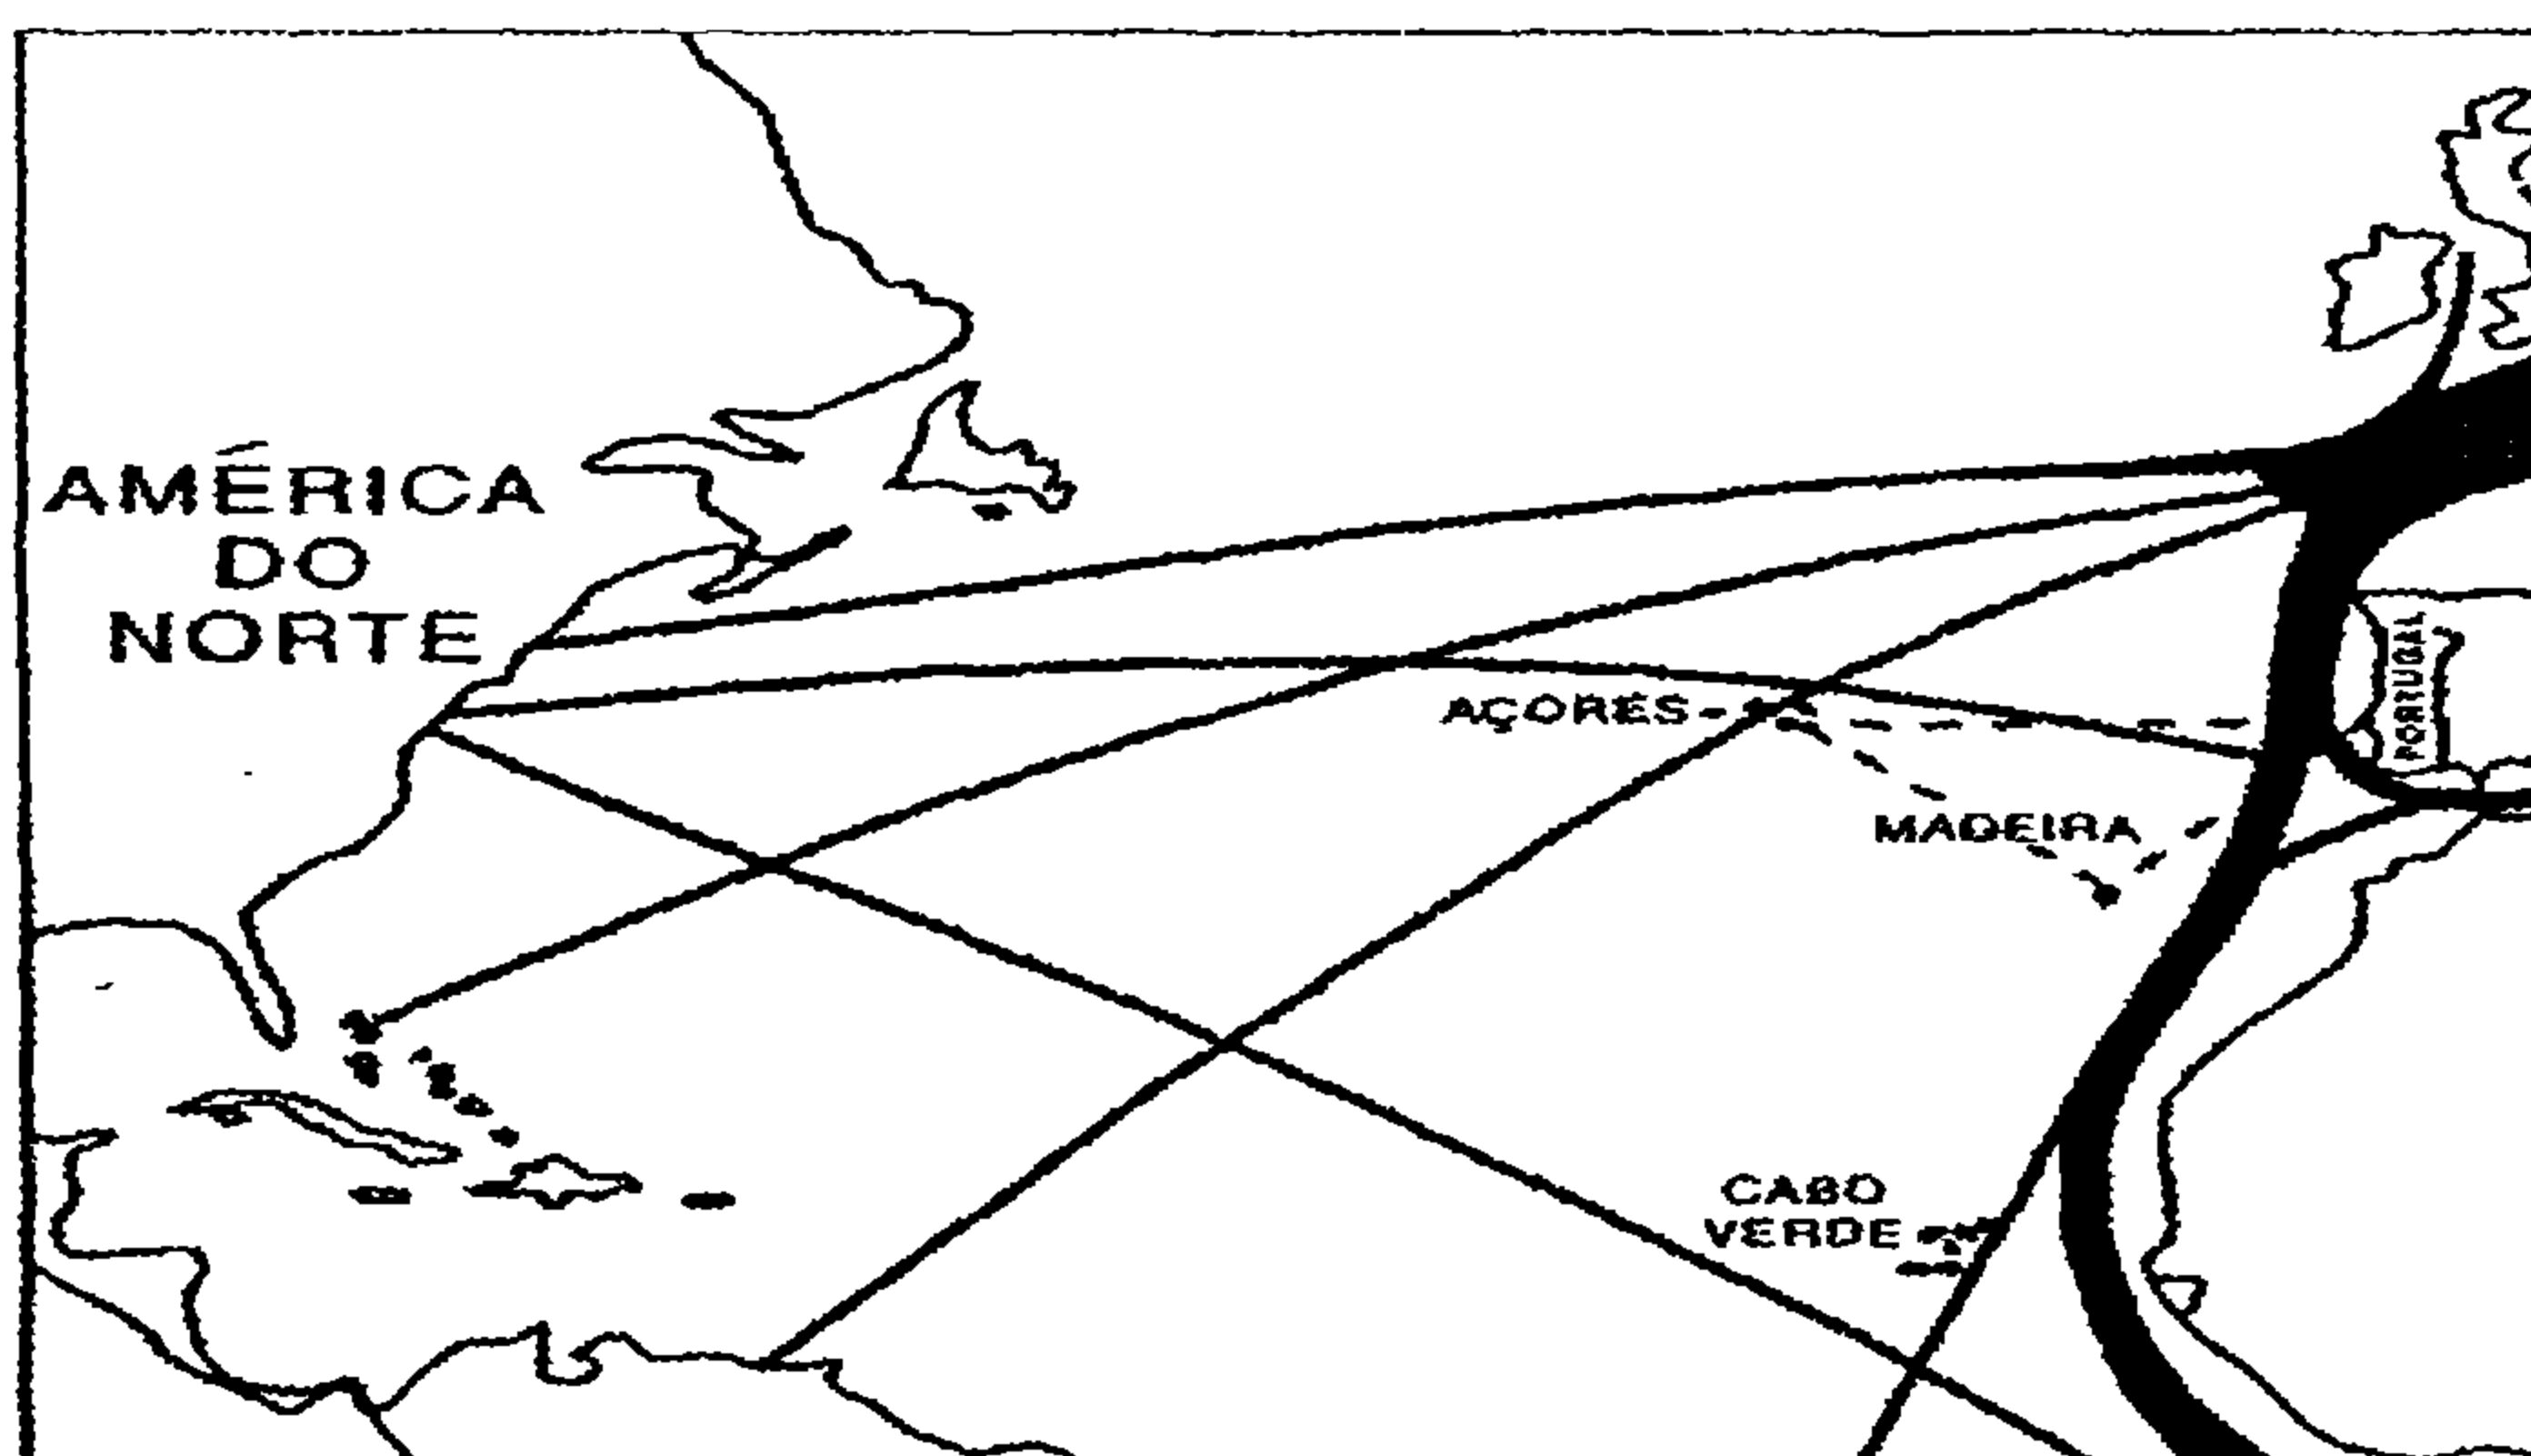 AMÉRICA
DO
NORTE
AÇORES
PORTUGAL
MADEIRA
CABO
VERDE